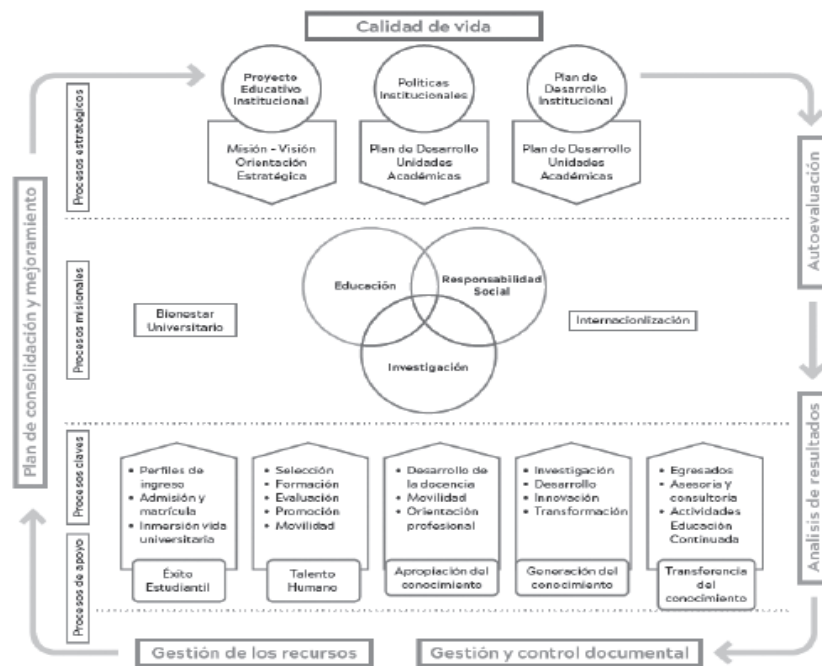 Calidad de vida
Procesos estratégicos
Proyecto
Educativo
Institucional
Políticas
Institucionales
Plan de
Desarrollo
Institucional
Misión - Visión
Orientación
Estratégica
Plan de Desarrollo
Unidades
Académicas
Plan de Desarrollo
Unidades
Académicas
Autoevaluación
Plan de consolidación y mejoramiento
Procesos misionales
Bienestar
Universitario
Educación
Responsabilidad
Social
Investigación
Internaciónlización
Analisis de resultados
Procesos claves
• Perfiles de
ingreso
• Admisión y
matrícula
• Inmersión vida
universitaria
• Selección
• Formación
• Evaluación
• Promoción
• Movilidad
• Desarrollo de
la docencia
• Movilidad
• Orientación
profesional
• Investigación
• Desarrollo
• Innovación
• Transformación
• Egresados
• Asesoría y
consultoría
• Actividades
Educación
Continuada
Procesos de apoyo
Éxito
Estudiantil
Talento
Humano
Apropiación del
conocimiento
Generación del
conocimiento
Transferencia
del
conocimiento
Gestión de los recursos
Gestión y control documental